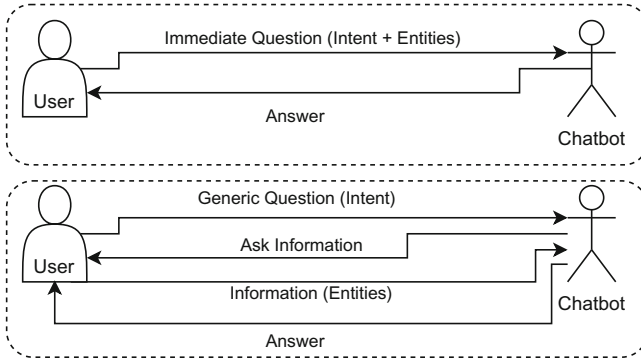 Immediate Question (Intent + Entities)
User
Answer
Chatbot
Generic Question (Intent)
Ask Information
User
Information (Entities)
Chatbot
Answer